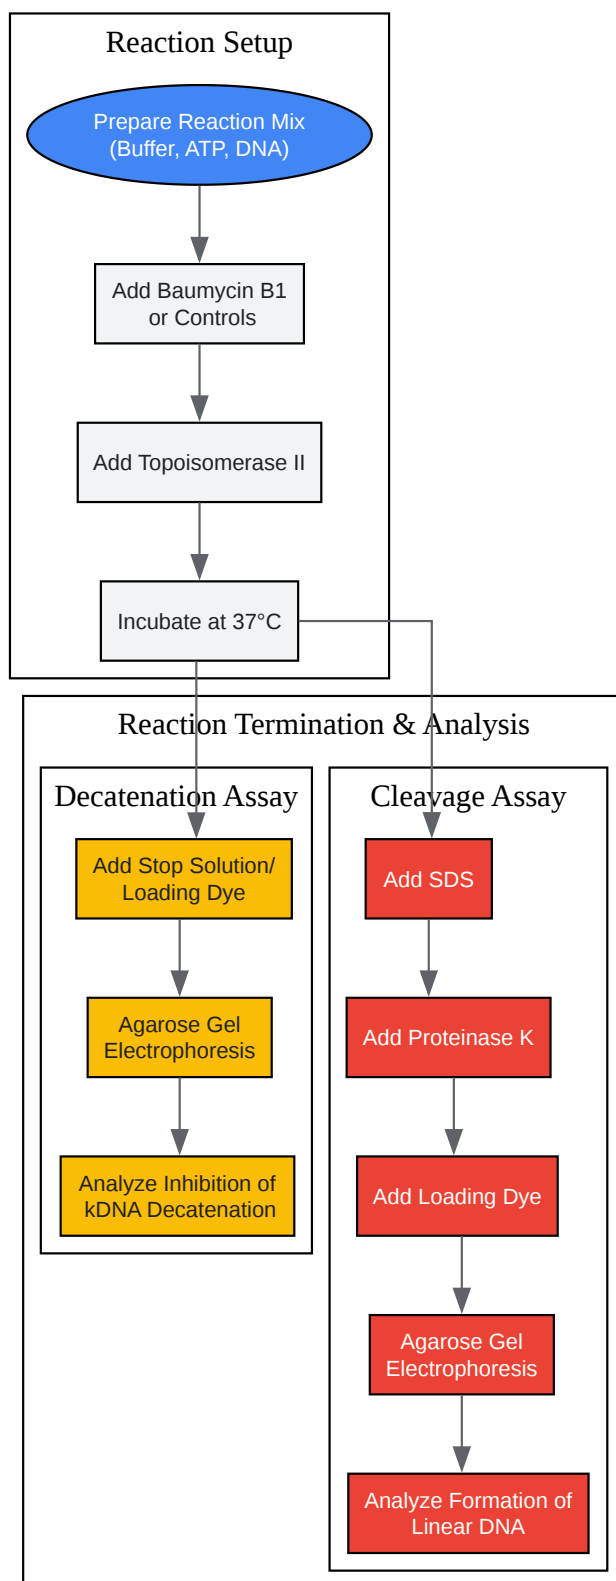 Reaction Setup
Prepare Reaction Mix
(Buffer, ATP, DNA)
Add Baumycin B1
or Controls
Add Topoisomerase II
Incubate at 37°C
Reaction Termination & Analysis
Decatenation Assay
Add Stop Solution/
Loading Dye
Agarose Gel
Electrophoresis
Analyze Inhibition of
kDNA Decatenation
Cleavage Assay
Add SDS
Add Proteinase K
Add Loading Dye
Agarose Gel
Electrophoresis
Analyze Formation of
Linear DNA